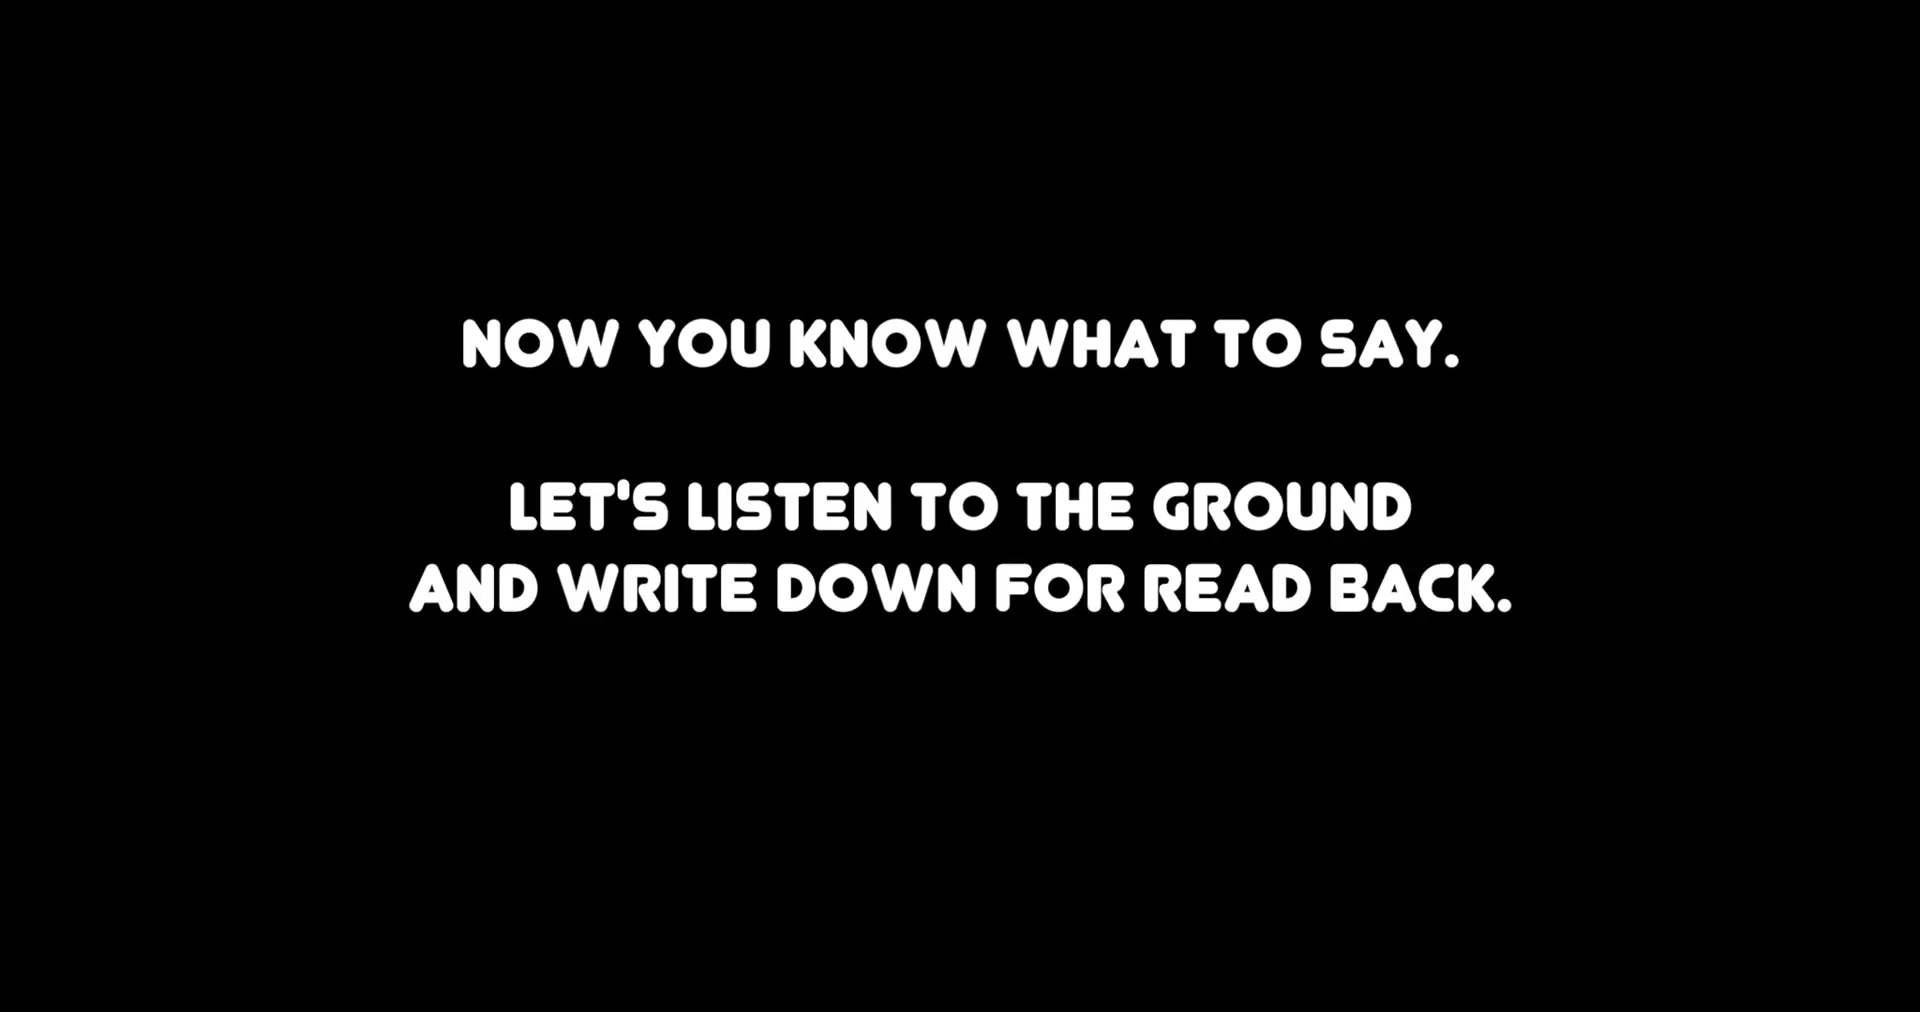 NOW YOU KNOW WHAT TO SAY.
LET'S LISTEN TO THE GROUND
AND WRITE DOWN FOR READ BACK.